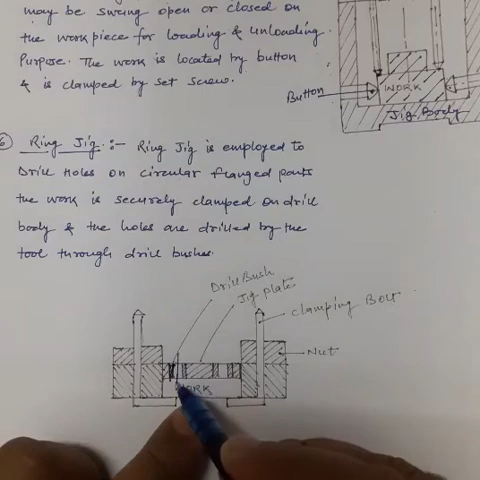 may be swing open or closed on
the workpiece for loading & unloading
Purpose. The work is located by button
& is clamped by set screw.
WORK
Button
Jig Body
6 Ring Jig :- Ring Jig is employed to
Drill Holes on circular flanged parts
the work is securely clamped on drill
body & the holes are drilled by the
tool through drill bushes.
Drill Bush
Jig plate
Clamping Bolt
Nut
WORK